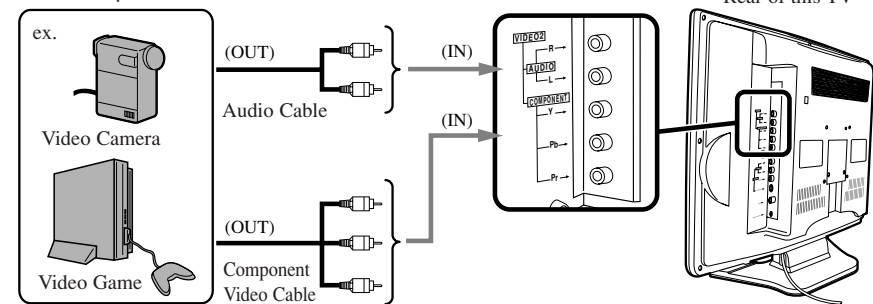 Rear of this TV
ex.
(OUT)
Audio Cable
(IN)
Video Camera
(OUT)
Component
Video Cable
(IN)
Video Game
VIDEO2
R
AUDIO
L
COMPONENT
Y
Pb
Pr